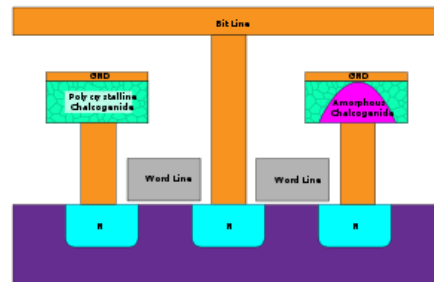 Bit Line
GND
Polycrystalline
Chalcogenide
GND
Amorphous
Chalcogenide
Word Line
Word Line
N
N
N